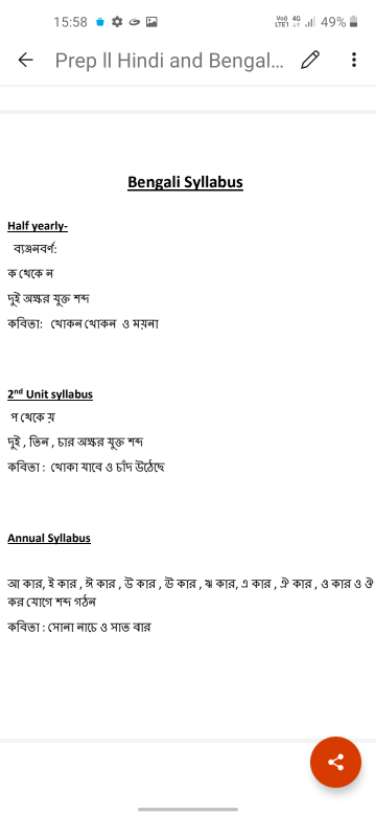 15:58
Vo) 4G LTE1 49%
Prep ll Hindi and Bengal...
Bengali Syllabus
Half yearly-
ব্যঞ্জনবর্ণ:
ক থেকে ন
দুই অক্ষর যুক্ত শব্দ
কবিতা: খোকন খোকন ও ময়না
2nd Unit syllabus
প থেকে য়
দুই , তিন , চার অক্ষর যুক্ত শব্দ
কবিতা : খোকা যাবে ও চাঁদ উঠেছে
Annual Syllabus
আ কার, ই কার , ঈ কার , উ কার , ঊ কার , ঋ কার, এ কার , ঐ কার , ও কার ও ঔ
কর যোগে শব্দ গঠন
কবিতা : সোনা নাচে ও সাত বার